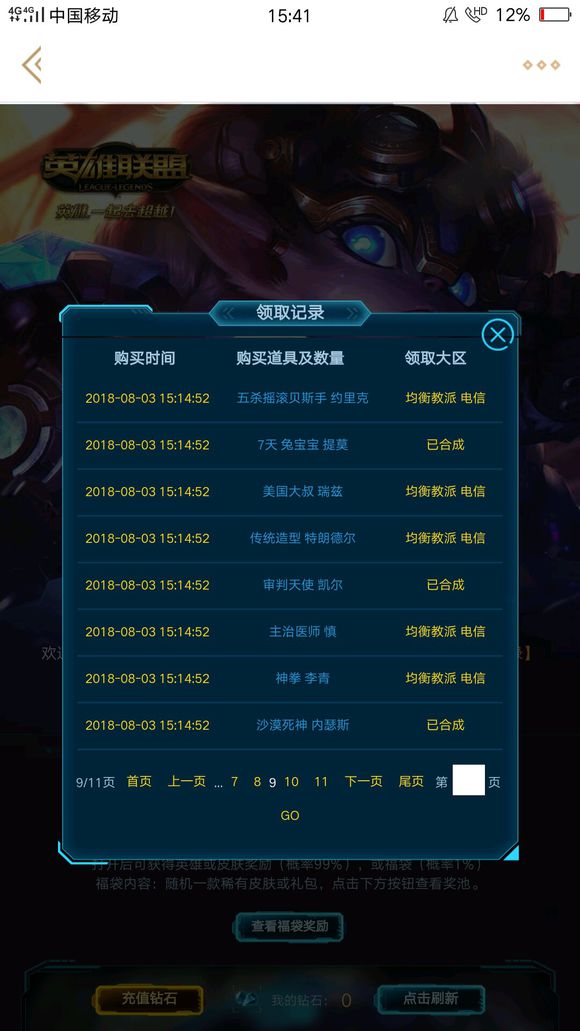 4G 4G 中国移动 15:41 HD 12%
英雄联盟
LEAGUE OF LEGENDS
英雄,一起去超越!
领取记录
购买时间 购买道具及数量 领取大区
2018-08-03 15:14:52 五杀摇滚贝斯手 约里克 均衡教派 电信
2018-08-03 15:14:52 7天 兔宝宝 提莫 已合成
2018-08-03 15:14:52 美国大叔 瑞兹 均衡教派 电信
2018-08-03 15:14:52 传统造型 特朗德尔 均衡教派 电信
2018-08-03 15:14:52 审判天使 凯尔 已合成
2018-08-03 15:14:52 主治医师 慎 均衡教派 电信
2018-08-03 15:14:52 神拳 李青 均衡教派 电信
2018-08-03 15:14:52 沙漠死神 内瑟斯 已合成
9/11页 首页 上一页 ... 7 8 9 10 11 下一页 尾页 第 页
GO
打开后可获得英雄或皮肤奖励（概率99%），或福袋（概率1%）
福袋内容：随机一款稀有皮肤或礼包，点击下方按钮查看奖池。
查看福袋奖励
充值钻石 我的钻石： 0 点击刷新